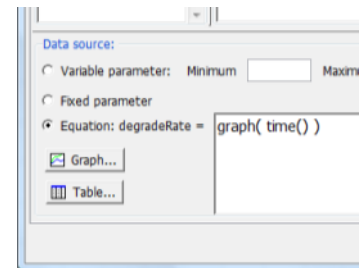 Data source:
Variable parameter: Minimum
Fixed parameter
Equation: degradeRate = graph( time() )
Graph...
Table...